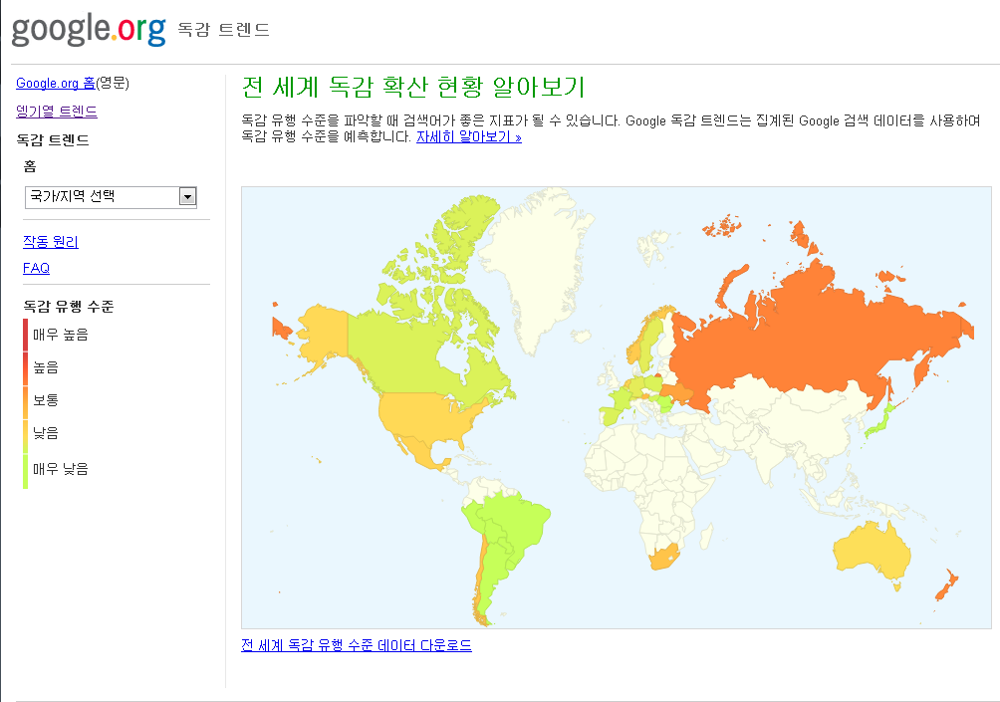 google.org 독감 트렌드
Google.org 홈(영문)
뎅기열 트렌드
독감 트렌드
홈
국가/지역 선택
작동 원리
FAQ
독감 유행 수준
매우 높음
높음
보통
낮음
매우 낮음
전 세계 독감 확산 현황 알아보기
독감 유행 수준을 파악할 때 검색어가 좋은 지표가 될 수 있습니다. Google 독감 트렌드는 집계된 Google 검색 데이터를 사용하여
독감 유행 수준을 예측합니다. 자세히 알아보기 »
전 세계 독감 유행 수준 데이터 다운로드